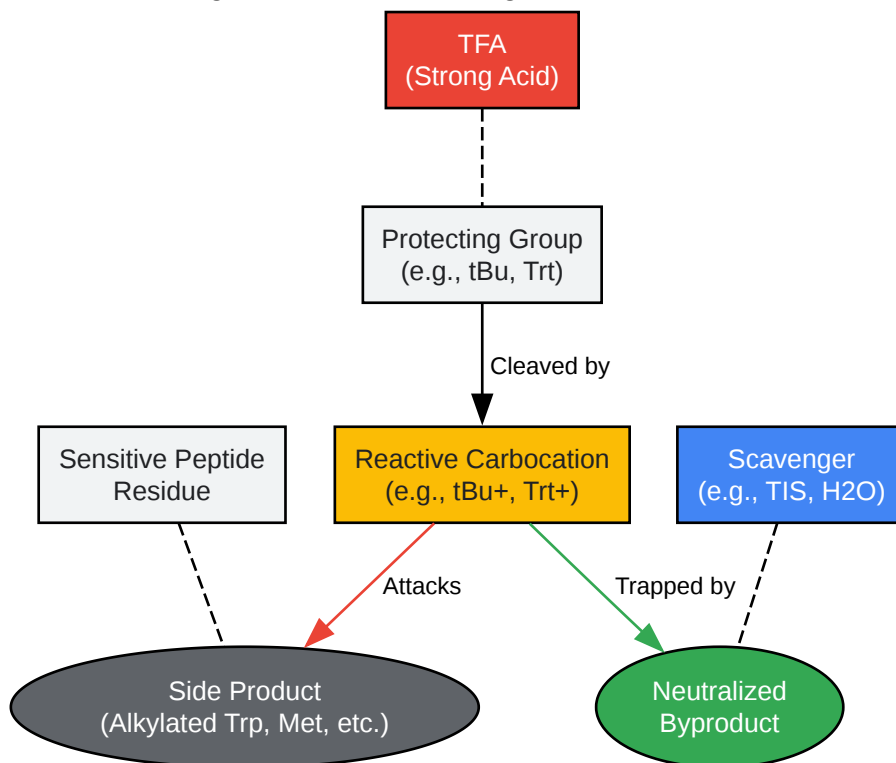 TFA
(Strong Acid)
Protecting Group
(e.g., tBu, Trt)
Cleaved by
Sensitive Peptide
Residue
Reactive Carbocation
(e.g., tBu+, Trt+)
Scavenger
(e.g., TIS, H2O)
Attacks
Trapped by
Side Product
(Alkylated Trp, Met, etc.)
Neutralized
Byproduct